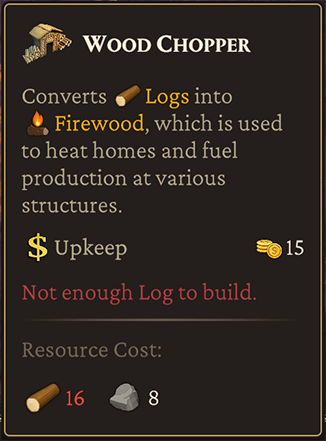 WOOD CHOPPER
Converts Logs into
Firewood, which is used
to heat homes and fuel
production at various
structures.
$ Upkeep 15
Not enough Log to build.
Resource Cost:
16 8